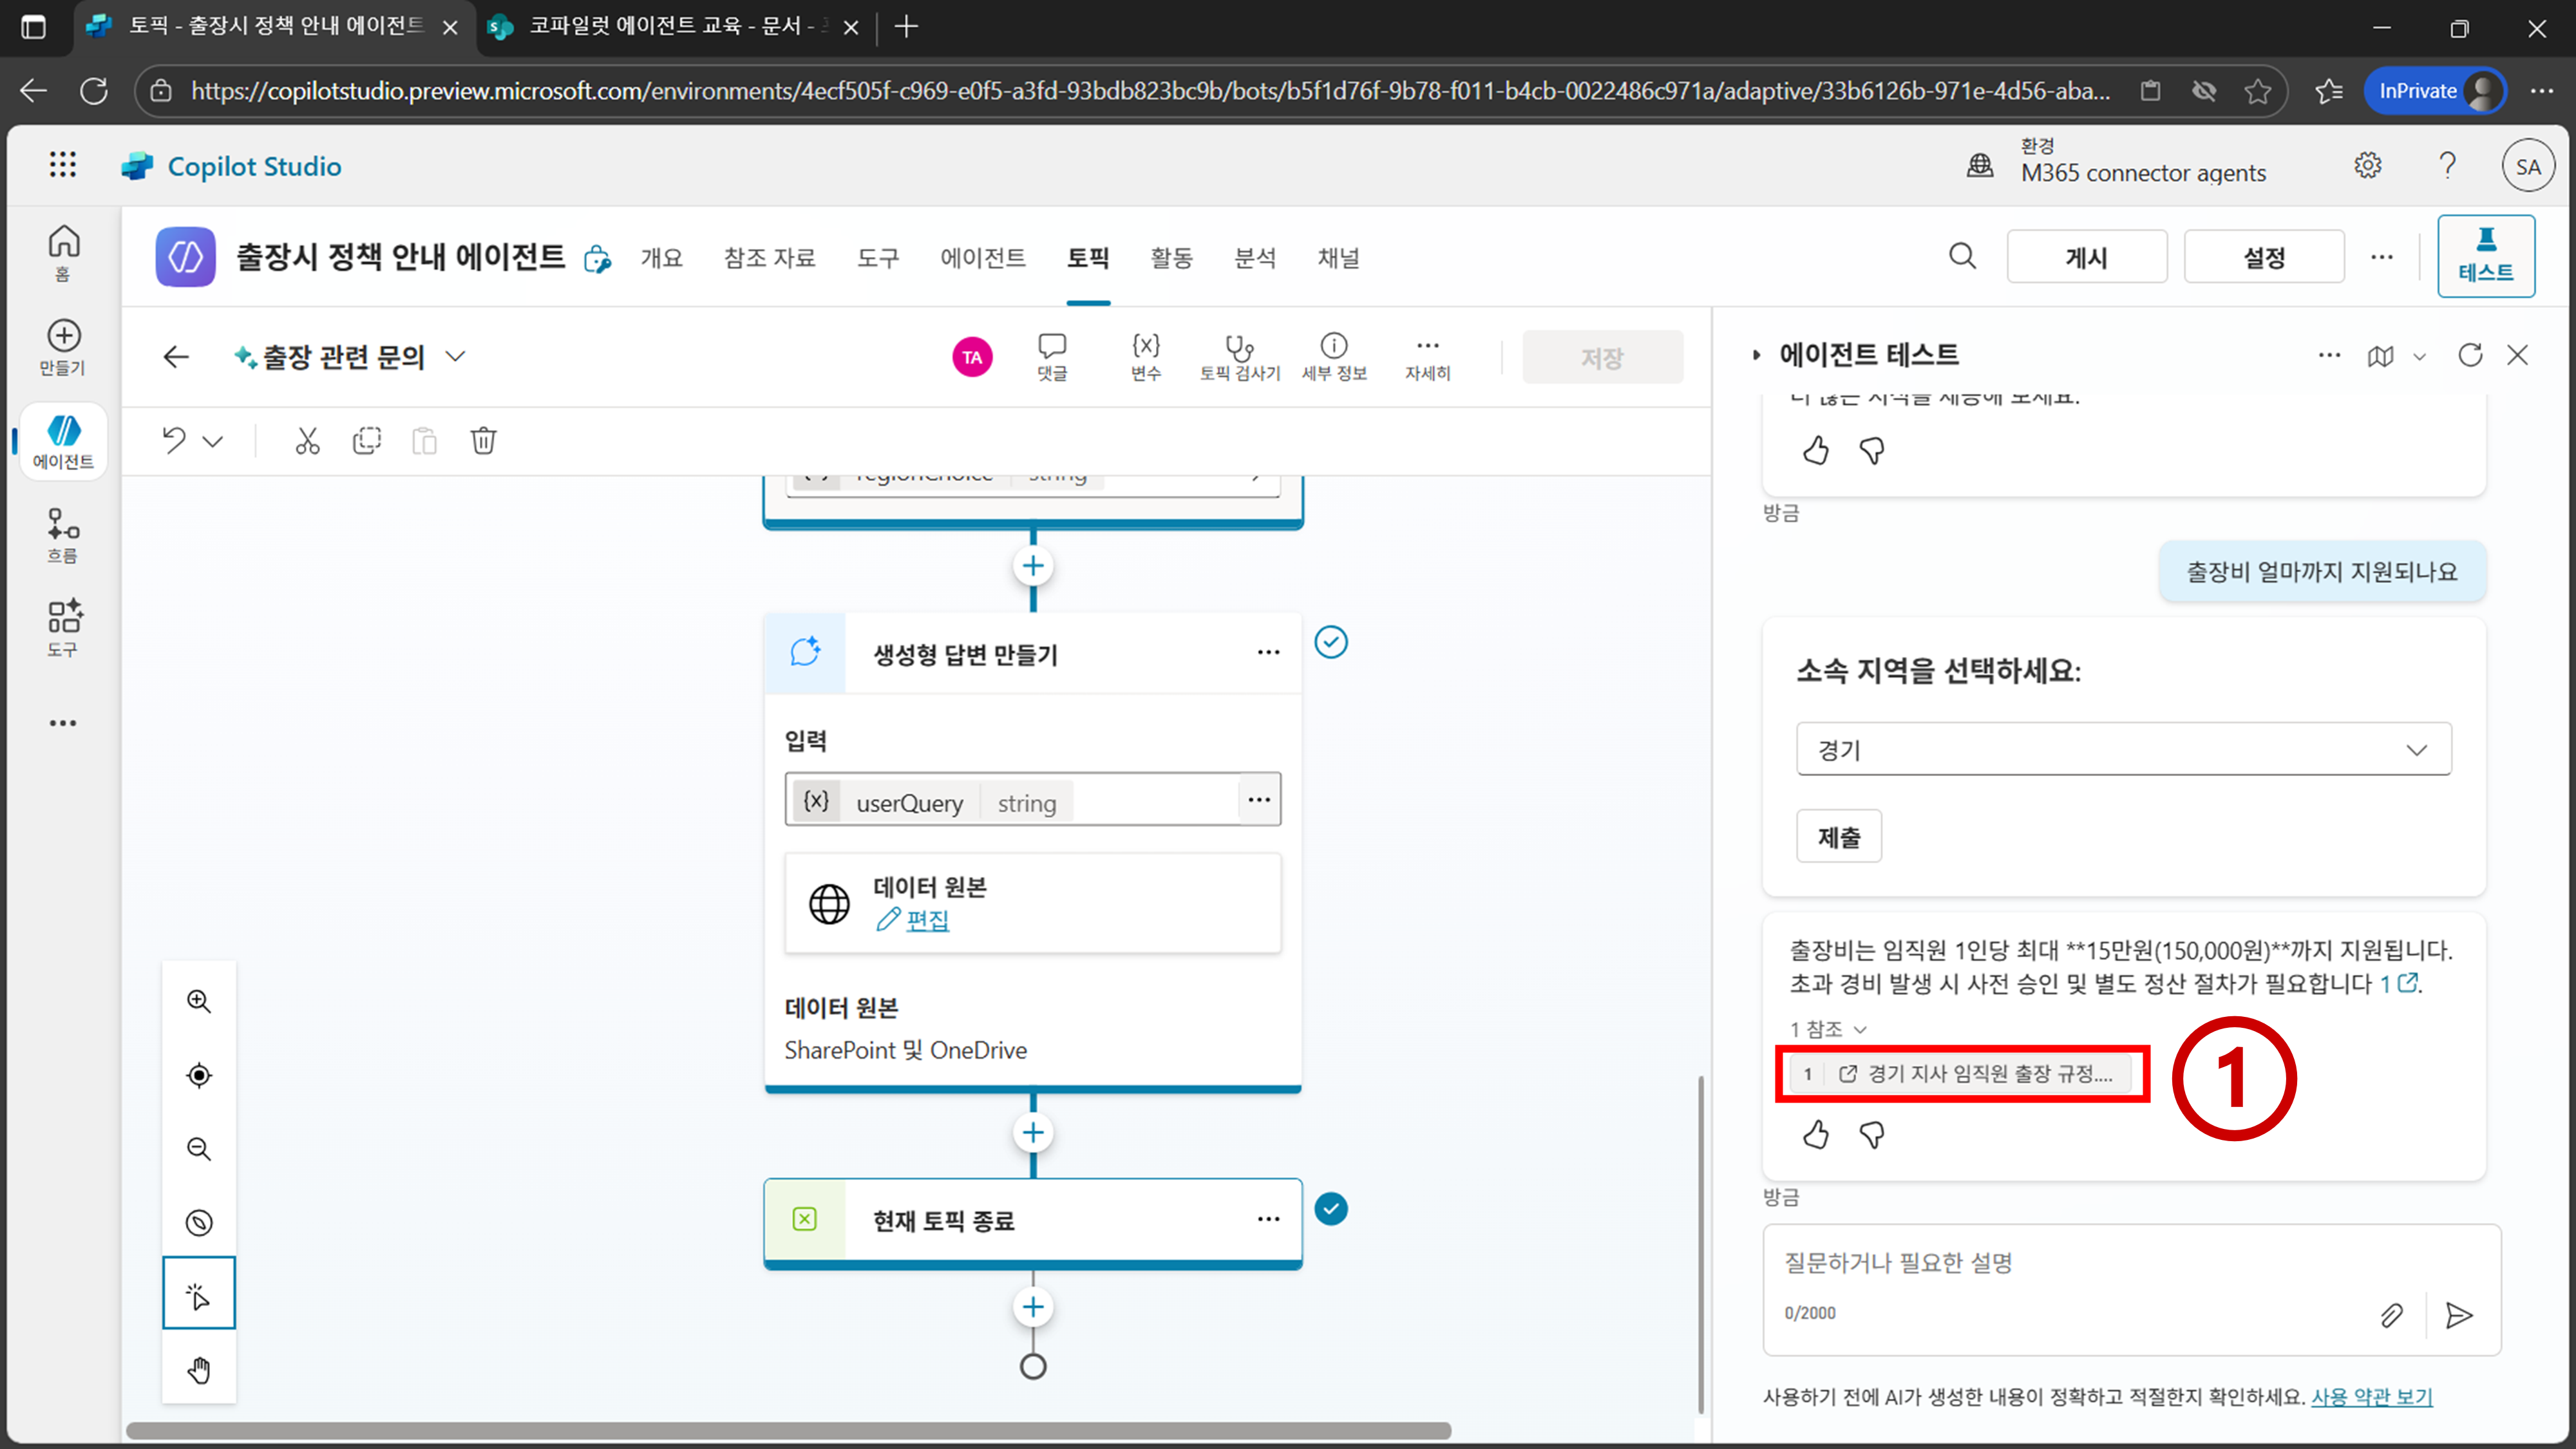 토픽 - 출장시 정책 안내 에이전트
코파일럿 에이전트 교육 - 문서 -
https://copilotstudio.preview.microsoft.com/environments/4ecf505f-c969-e0f5-a3fd-93bdb823bc9b/bots/b5f1d76f-9b78-f011-b4cb-0022486c971a/adaptive/33b6126b-971e-4d56-aba...
InPrivate
Copilot Studio
환경
M365 connector agents
SA
홈
만들기
에이전트
흐름
도구
출장시 정책 안내 에이전트
개요
참조 자료
도구
에이전트
토픽
활동
분석
채널
게시
설정
테스트
출장 관련 문의
TA
댓글
{x}
변수
토픽 검사기
세부 정보
자세히
저장
regionChoice string
생성형 답변 만들기
입력
{x} userQuery string
데이터 원본
편집
데이터 원본
SharePoint 및 OneDrive
현재 토픽 종료
에이전트 테스트
더 많은 지식을 제공해 보세요.
방금
출장비 얼마까지 지원되나요
소속 지역을 선택하세요:
경기
제출
출장비는 임직원 1인당 최대 **15만원(150,000원)**까지 지원됩니다.
초과 경비 발생 시 사전 승인 및 별도 정산 절차가 필요합니다 1.
1 참조
1 경기 지사 임직원 출장 규정....
1
방금
질문하거나 필요한 설명
0/2000
사용하기 전에 AI가 생성한 내용이 정확하고 적절한지 확인하세요. 사용 약관 보기